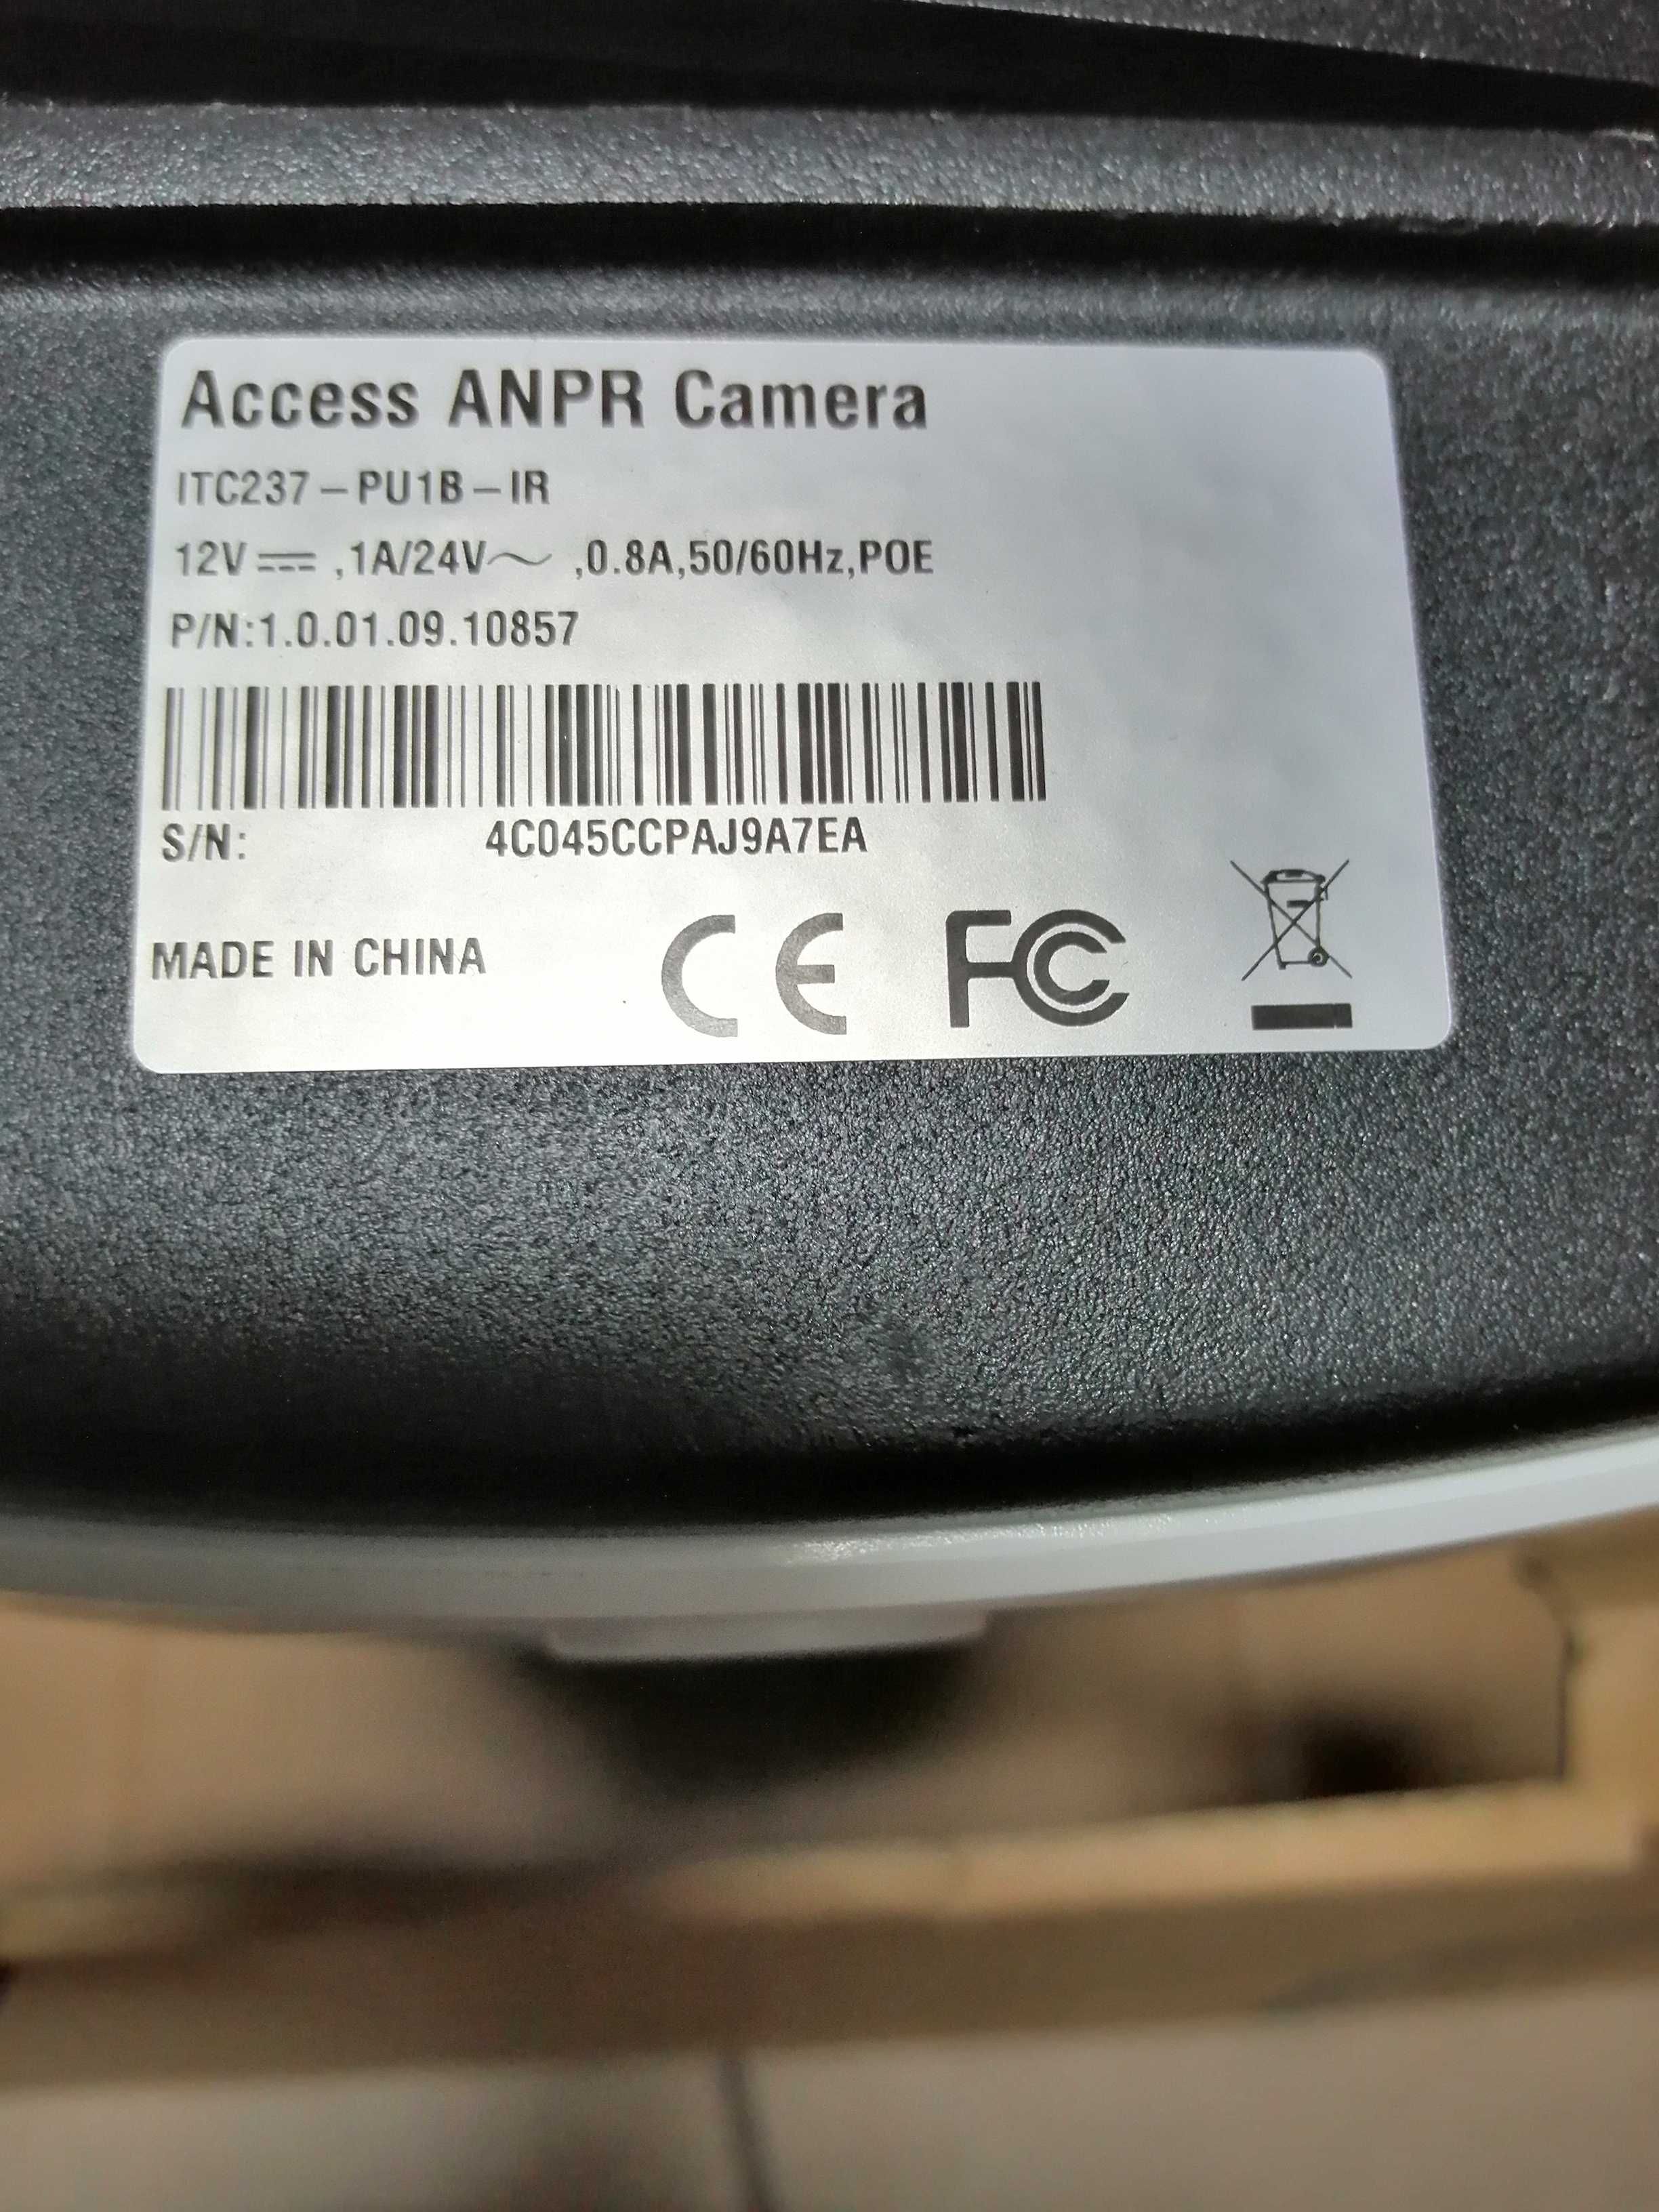 Access ANPR Camera
ITC237-PU1B-IR
12V⎓,1A/24V~,0.8A,50/60Hz,POE
P/N:1.0.01.09.10857
S/N: 4C045CCPAJ9A7EA
MADE IN CHINA CE FC